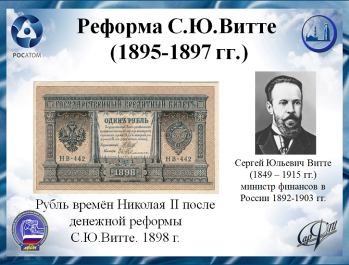 Реформа С.Ю.Витте
(1895-1897 гг.)
РОСАТОМ
ГОСУДАРСТВЕННЫЙ КРЕДИТНЫЙ БИЛЕТЪ
ОДИНЪ РУБЛЬ
НВ-442
НВ-442
1898
Сергей Юльевич Витте
(1849 – 1915 гг.)
министр финансов в
России 1892-1903 гг.
Рубль времён Николая II после
денежной реформы
С.Ю.Витте. 1898 г.